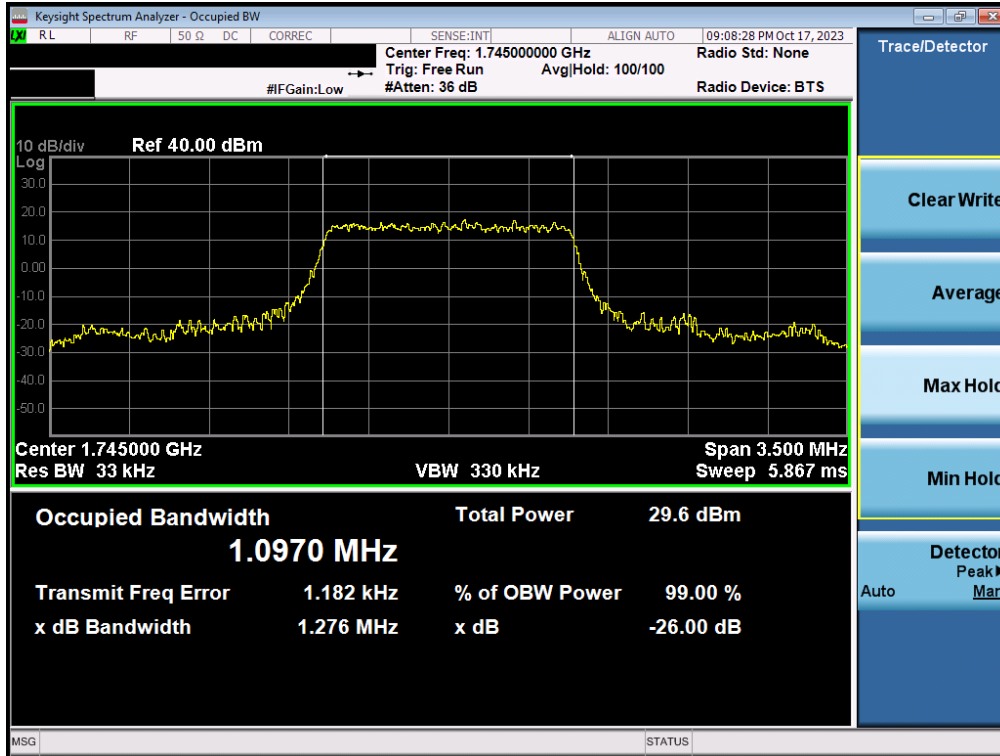 Keysight Spectrum Analyzer - Occupied BW
LXI RL RF 50 Ω DC CORREC SENSE:INT ALIGN AUTO 09:08:28 PM Oct 17, 2023
Center Freq: 1.745000000 GHz Radio Std: None
Trig: Free Run Avg|Hold: 100/100
#IFGain:Low #Atten: 36 dB Radio Device: BTS
10 dB/div Ref 40.00 dBm
Log
30.0
20.0
10.0
0.00
-10.0
-20.0
-30.0
-40.0
-50.0
Center 1.745000 GHz Span 3.500 MHz
Res BW 33 kHz VBW 330 kHz Sweep 5.867 ms
Occupied Bandwidth Total Power 29.6 dBm
1.0970 MHz
Transmit Freq Error 1.182 kHz % of OBW Power 99.00 %
x dB Bandwidth 1.276 MHz x dB -26.00 dB
MSG STATUS
Trace/Detector
Clear Write
Average
Max Hold
Min Hold
Detector
Peak
Auto Man